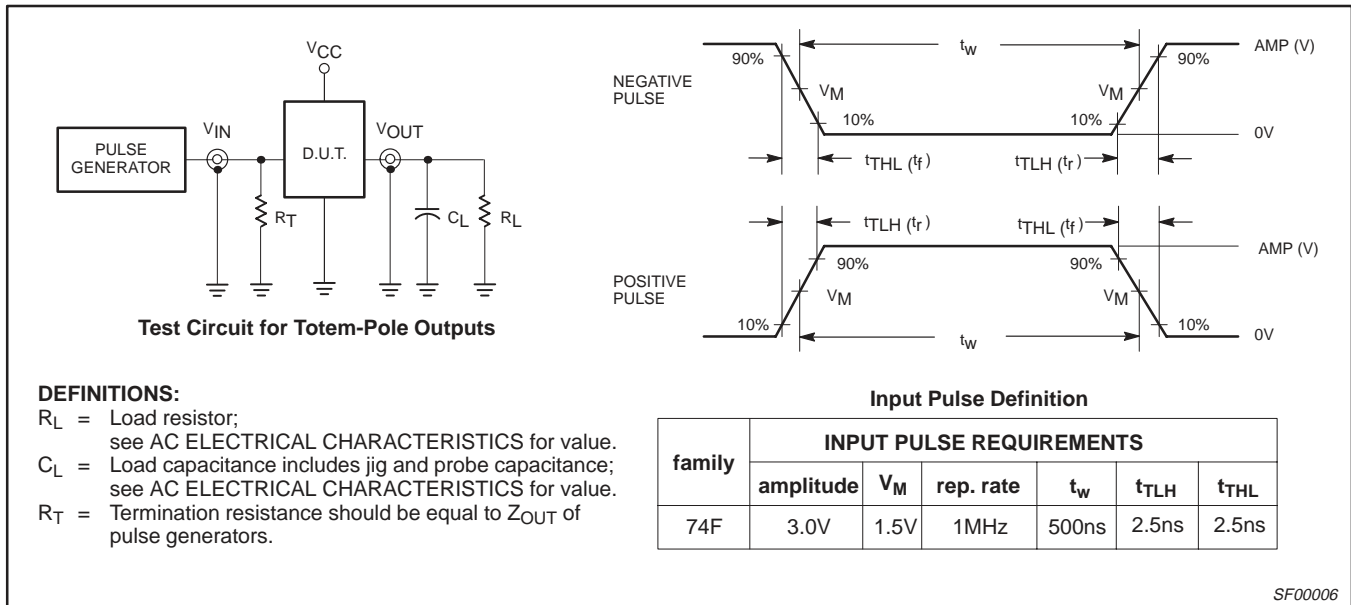 VCC
VIN
VOUT
PULSE
GENERATOR
D.U.T.
RT
CL
RL
Test Circuit for Totem-Pole Outputs
NEGATIVE
PULSE
90%
tw
90%
AMP (V)
VM
VM
10%
10%
0V
tTHL (tf)
tTLH (tr)
tTLH (tr)
tTHL (tf)
AMP (V)
90%
90%
POSITIVE
PULSE
VM
VM
10%
10%
tw
0V
DEFINITIONS:
RL = Load resistor;
see AC ELECTRICAL CHARACTERISTICS for value.
CL = Load capacitance includes jig and probe capacitance;
see AC ELECTRICAL CHARACTERISTICS for value.
RT = Termination resistance should be equal to ZOUT of
pulse generators.
Input Pulse Definition
family
INPUT PULSE REQUIREMENTS
amplitude VM rep. rate tw tTLH tTHL
74F 3.0V 1.5V 1MHz 500ns 2.5ns 2.5ns
SF00006